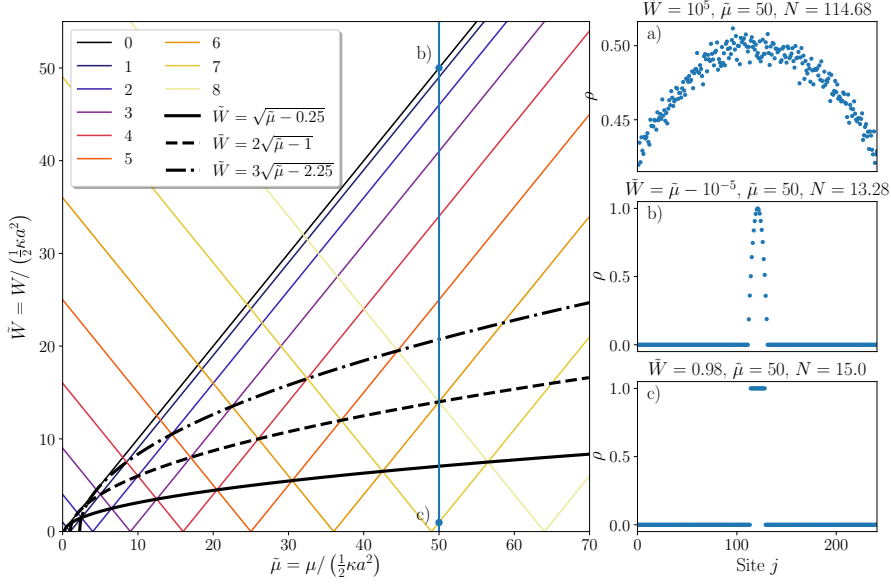 50
40
30
20
10
0
W̃ = W/(½κa²)
0
10
20
30
40
50
60
70
μ̃ = μ/(½κa²)
0
1
2
3
4
5
6
7
8
W̃ = √μ̃ − 0.25
W̃ = 2√μ̃ − 1
W̃ = 3√μ̃ − 2.25
b)
c)
W̃ = 10⁵, μ̃ = 50, N = 114.68
a)
ρ
0.50
0.45
W̃ = μ̃ − 10⁻⁵, μ̃ = 50, N = 13.28
b)
ρ
1.0
0.5
0.0
W̃ = 0.98, μ̃ = 50, N = 15.0
c)
ρ
1.0
0.5
0.0
0
100
200
Site j